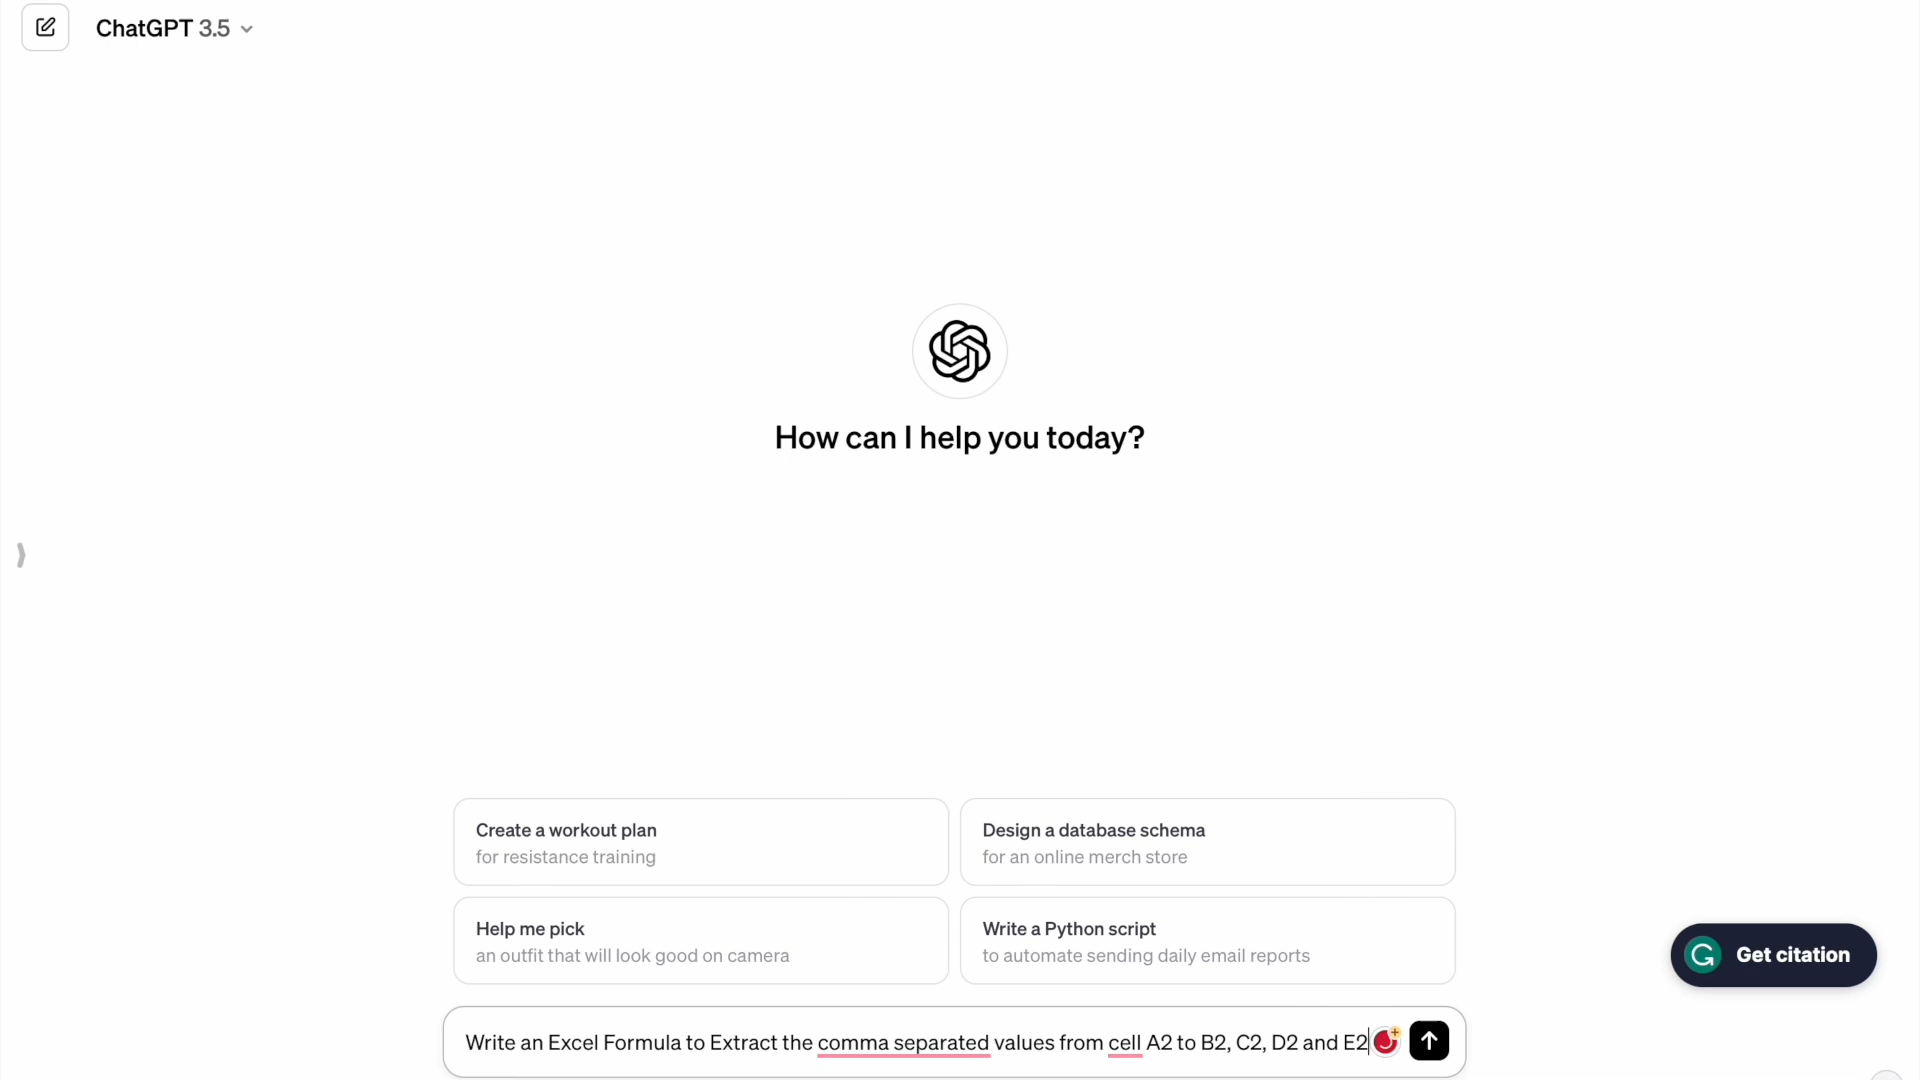 ChatGPT 3.5
How can I help you today?
Create a workout plan
for resistance training
Design a database schema
for an online merch store
Help me pick
an outfit that will look good on camera
Write a Python script
to automate sending daily email reports
Get citation
Write an Excel Formula to Extract the comma separated values from cell A2 to B2, C2, D2 and E2